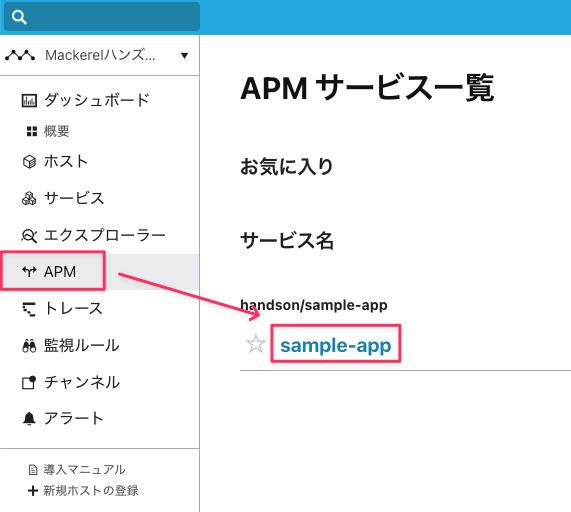 Mackerelハンズ...
ダッシュボード
概要
ホスト
サービス
エクスプローラー
APM
トレース
監視ルール
チャンネル
アラート
導入マニュアル
新規ホストの登録
APM サービス一覧
お気に入り
サービス名
handson/sample-app
sample-app